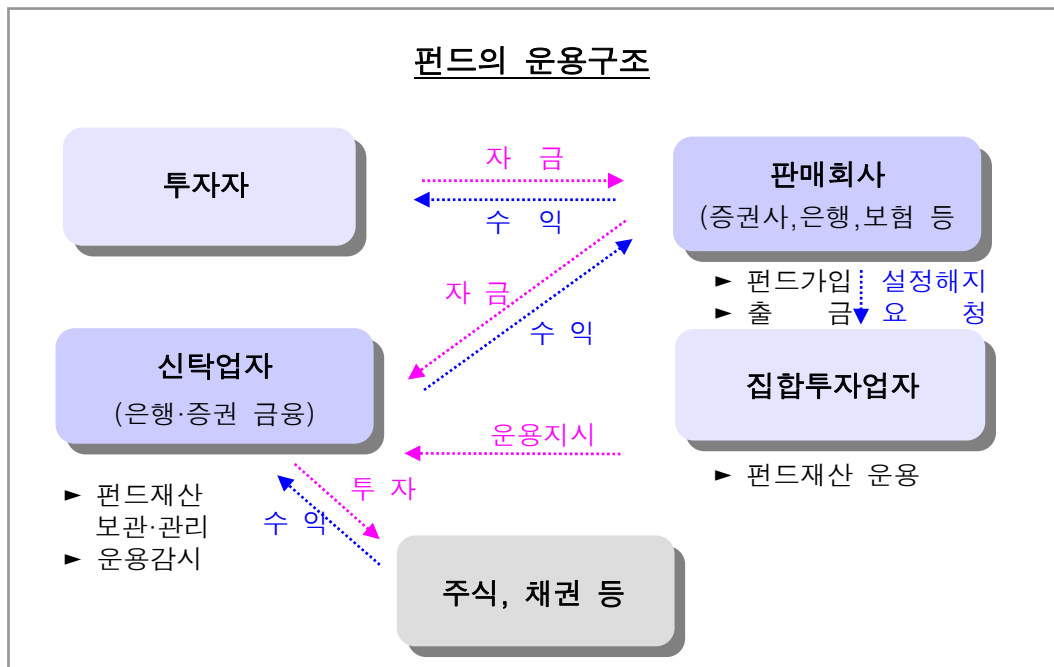 펀드의 운용구조
투자자
자 금
수 익
판매회사
(증권사,은행,보험 등
► 펀드가입
► 출 금
설정해지
요 청
자 금
수 익
신탁업자
(은행·증권 금융)
집합투자업자
운용지시
► 펀드재산 운용
► 펀드재산
보관·관리
► 운용감시
투 자
수 익
주식, 채권 등